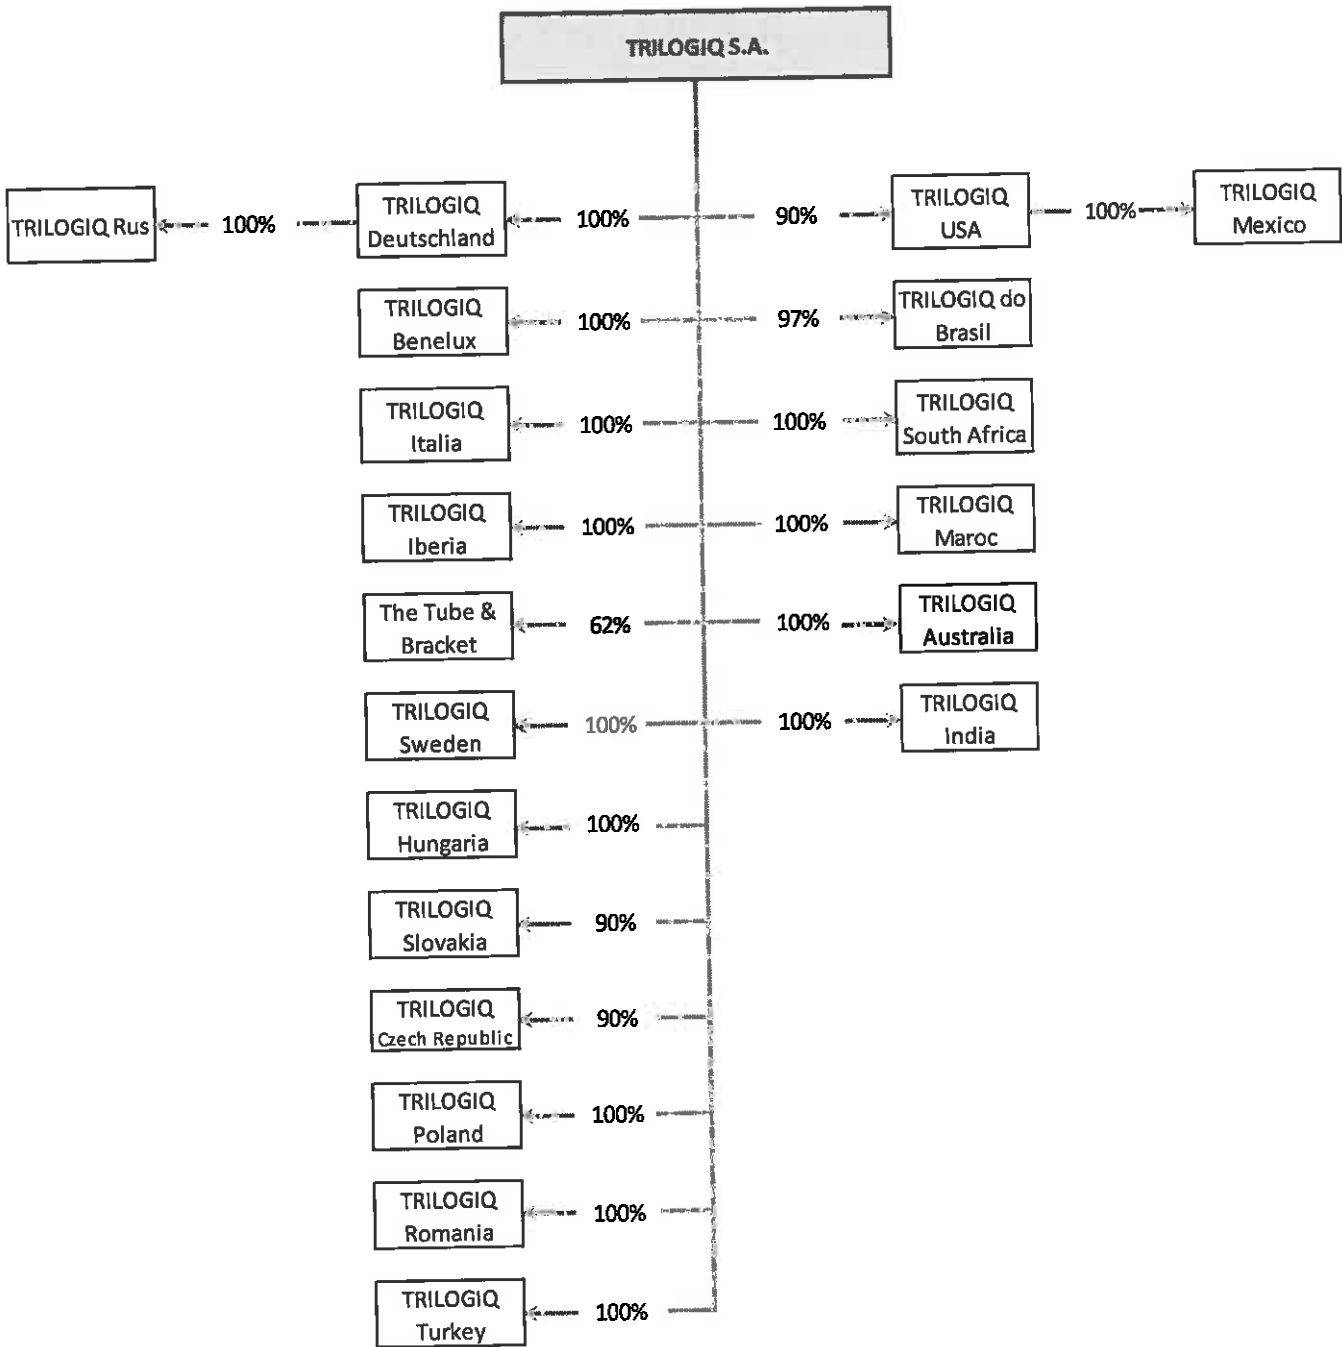 TRILOGIQ S.A.
TRILOGIQ Rus
100%
TRILOGIQ
Deutschland
100%
90%
TRILOGIQ
USA
100%
TRILOGIQ
Mexico
TRILOGIQ
Benelux
100%
97%
TRILOGIQ do
Brasil
TRILOGIQ
Italia
100%
100%
TRILOGIQ
South Africa
TRILOGIQ
Iberia
100%
100%
TRILOGIQ
Maroc
The Tube &
Bracket
62%
100%
TRILOGIQ
Australia
TRILOGIQ
Sweden
100%
100%
TRILOGIQ
India
TRILOGIQ
Hungaria
100%
TRILOGIQ
Slovakia
90%
TRILOGIQ
Czech Republic
90%
TRILOGIQ
Poland
100%
TRILOGIQ
Romania
100%
TRILOGIQ
Turkey
100%